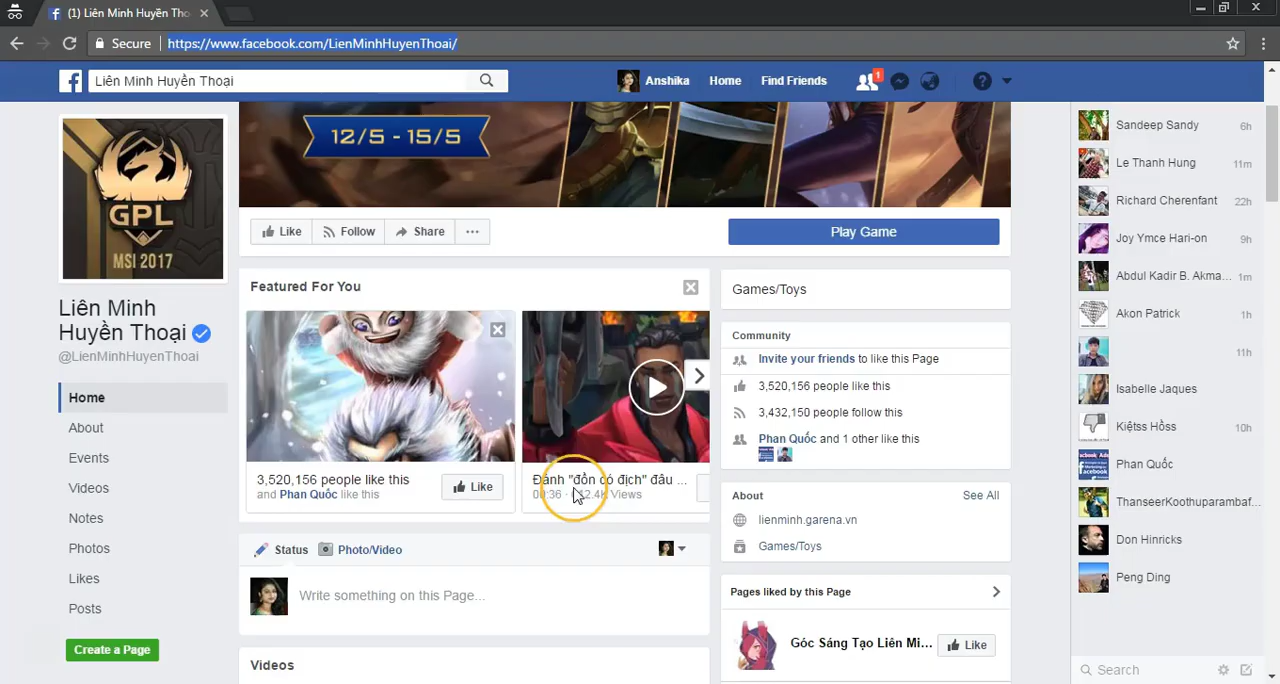 (1) Liên Minh Huyền Tho
Secure
https://www.facebook.com/LienMinhHuyenThoai/
Liên Minh Huyền Thoại
Anshika
Home
Find Friends
1
12/5 - 15/5
GPL
MSI 2017
Like
Follow
Share
Play Game
Liên Minh
Huyền Thoại
@LienMinhHuyenThoai
Home
About
Events
Videos
Notes
Photos
Likes
Posts
Create a Page
Featured For You
3,520,156 people like this
and Phan Quốc like this
Like
Đánh "đồn có địch" đâu ...
Views
Status
Photo/Video
Write something on this Page...
Videos
Games/Toys
Community
Invite your friends to like this Page
3,520,156 people like this
3,432,150 people follow this
Phan Quốc and 1 other like this
About
See All
lienminh.garena.vn
Games/Toys
Pages liked by this Page
Góc Sáng Tạo Liên Mi...
Like
Sandeep Sandy 6h
Le Thanh Hung 11m
Richard Cherenfant 22h
Joy Ymce Hari-on 9h
Abdul Kadir B. Akma... 1m
Akon Patrick 1h
11h
Isabelle Jaques
Kiệtss Hồss 10h
Phan Quốc
ThanseerKoothuparambaf...
Don Hinricks
Peng Ding
Search